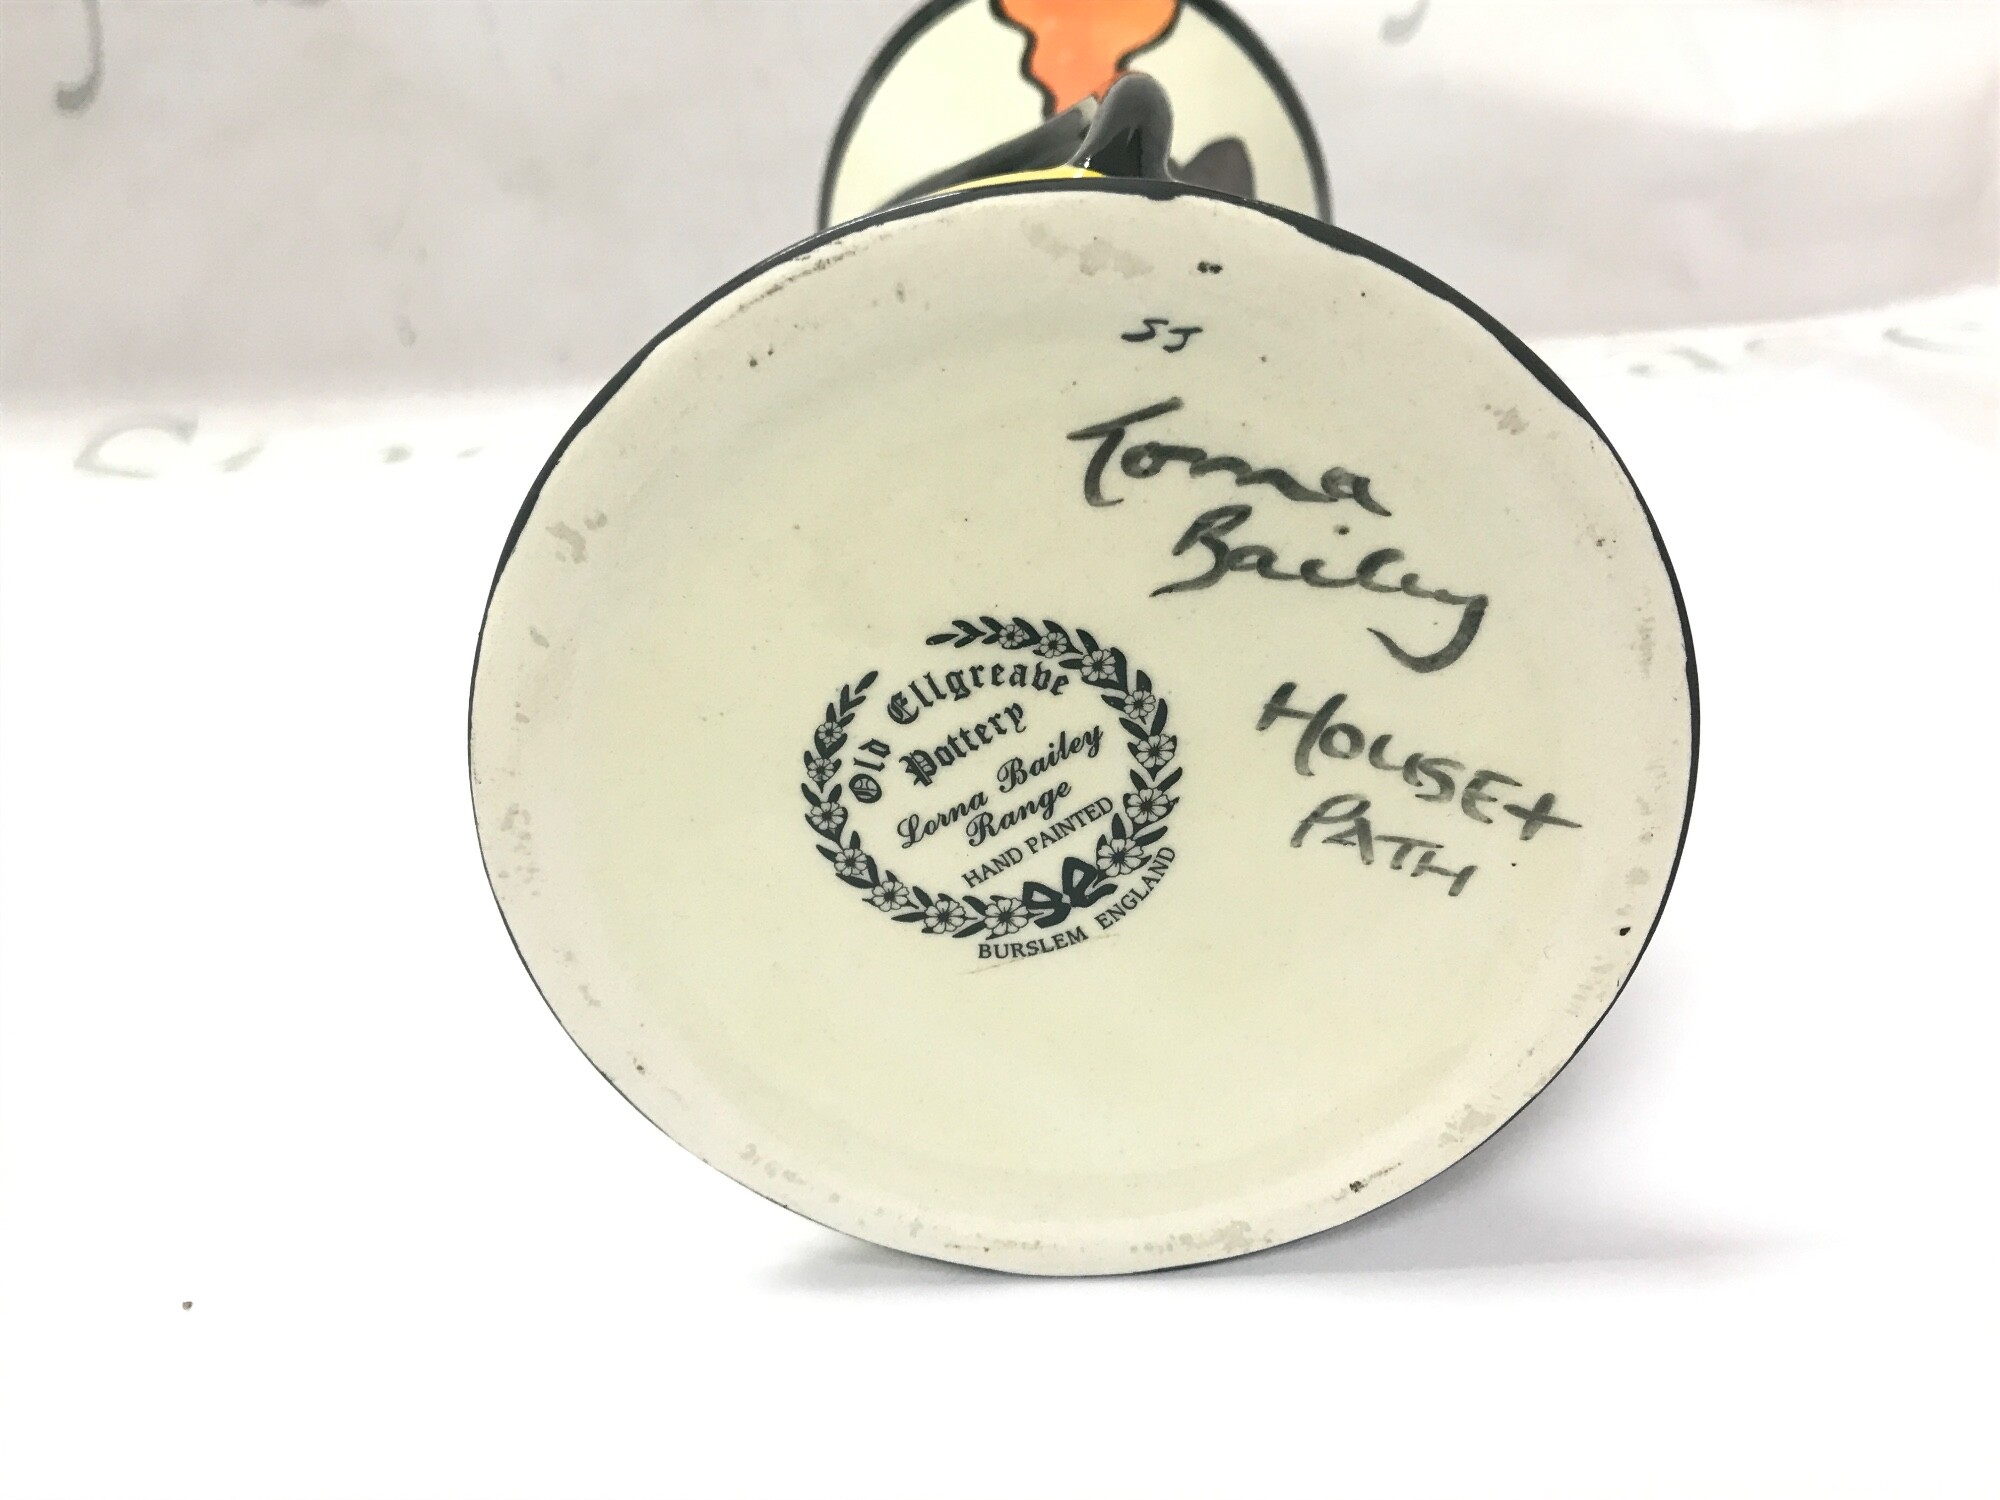 SJ
Lorna
Bailey
HOUSE +
PATH
Old Ellgreave
Pottery
Lorna Bailey
Range
HAND PAINTED
BURSLEM ENGLAND